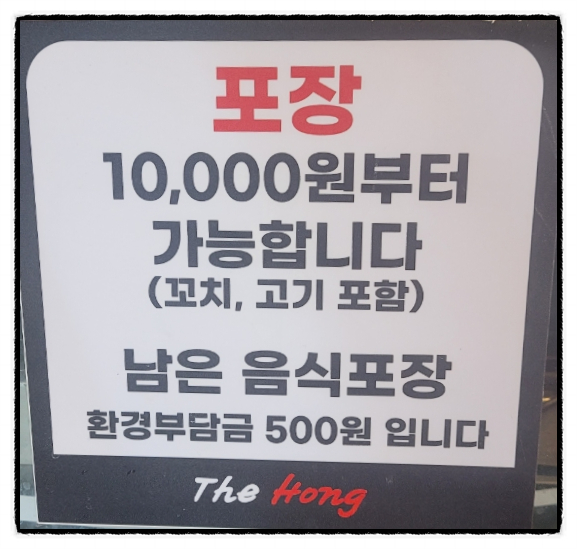 포장
10,000원부터
가능합니다
(꼬치, 고기 포함)
남은 음식포장
환경부담금 500원 입니다
The Hong